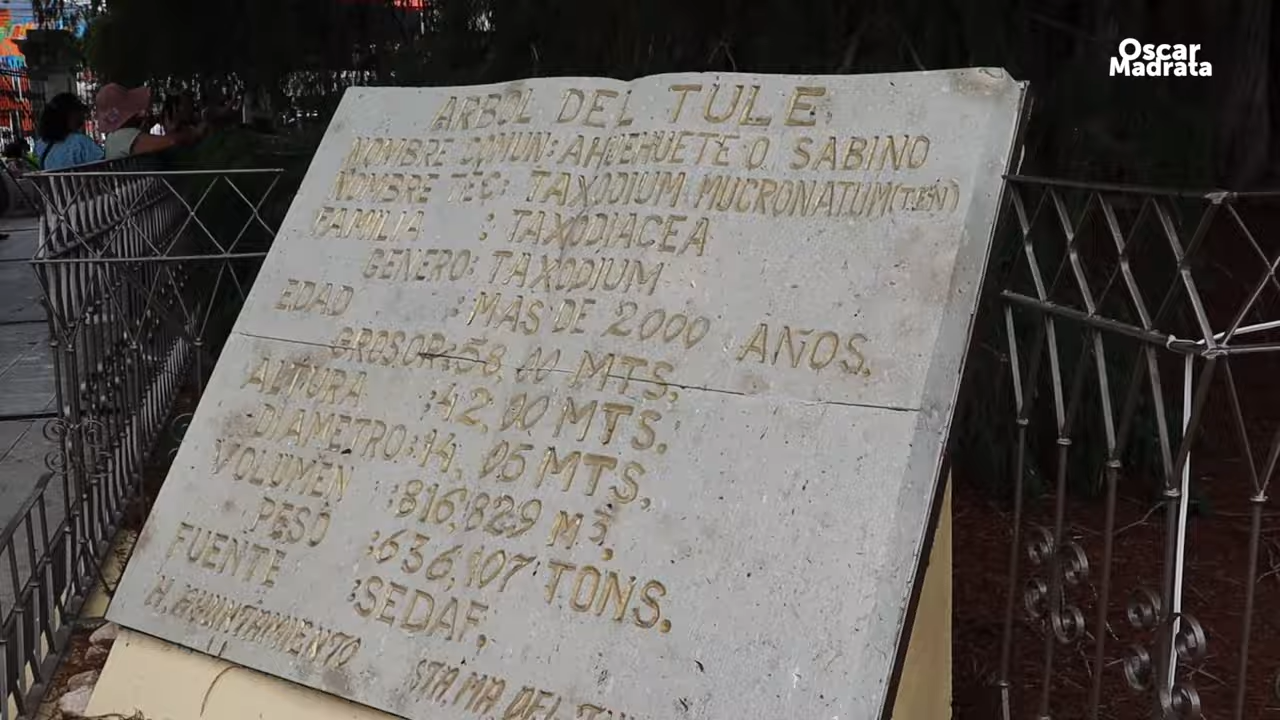 Oscar
Madrata
ARBOL DEL TULE
NOMBRE COMUN: AHUEHUETE O SABINO
NOMBRE TEC: TAXODIUM MUCRONATUM (TEN)
FAMILIA : TAXODIACEA
GENERO: TAXODIUM
EDAD : MAS DE 2000 AÑOS.
GROSOR: 58,00 MTS,
ALTURA : 42,00 MTS.
DIAMETRO: 14,05 MTS,
VOLUMEN : 816,829 M3,
PESO : 636,107 TONS.
FUENTE : SEDAF,
H. AYUNTAMIENTO STA. MA. DEL